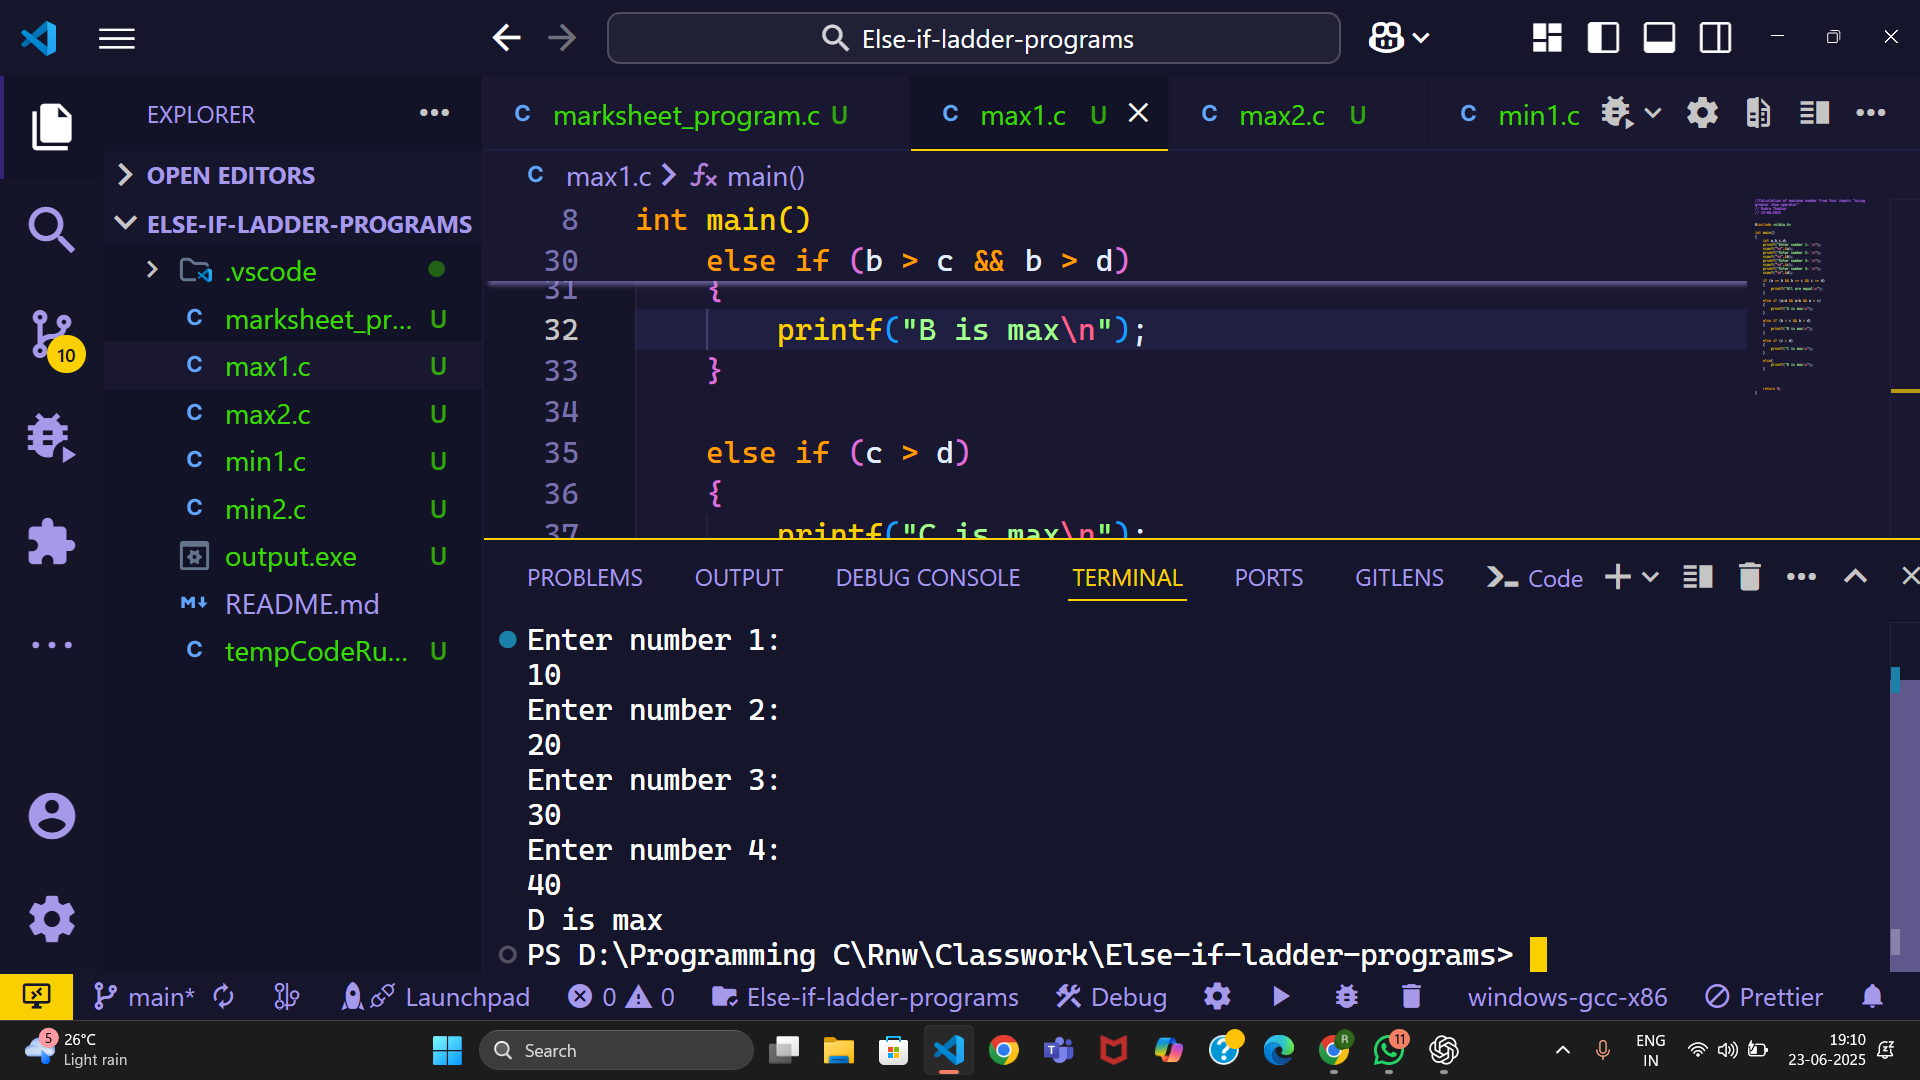 Else-if-ladder-programs
EXPLORER
OPEN EDITORS
ELSE-IF-LADDER-PROGRAMS
.vscode
C marksheet_pr... U
C max1.c U
C max2.c U
C min1.c U
C min2.c U
output.exe U
README.md
C tempCodeRu... U
10
C marksheet_program.c U
C max1.c U
C max2.c U
C min1.c
C max1.c > main()
8 int main()
30 else if (b > c && b > d)
31 {
32 printf("B is max\n");
33 }
34
35 else if (c > d)
36 {
37 printf("C is max\n");
PROBLEMS OUTPUT DEBUG CONSOLE TERMINAL PORTS GITLENS Code
Enter number 1:
10
Enter number 2:
20
Enter number 3:
30
Enter number 4:
40
D is max
PS D:\Programming C\Rnw\Classwork\Else-if-ladder-programs>
main* Launchpad 0 0 Else-if-ladder-programs Debug windows-gcc-x86 Prettier
5 26°C
Light rain
Search
R
11
ENG
IN
19:10
23-06-2025